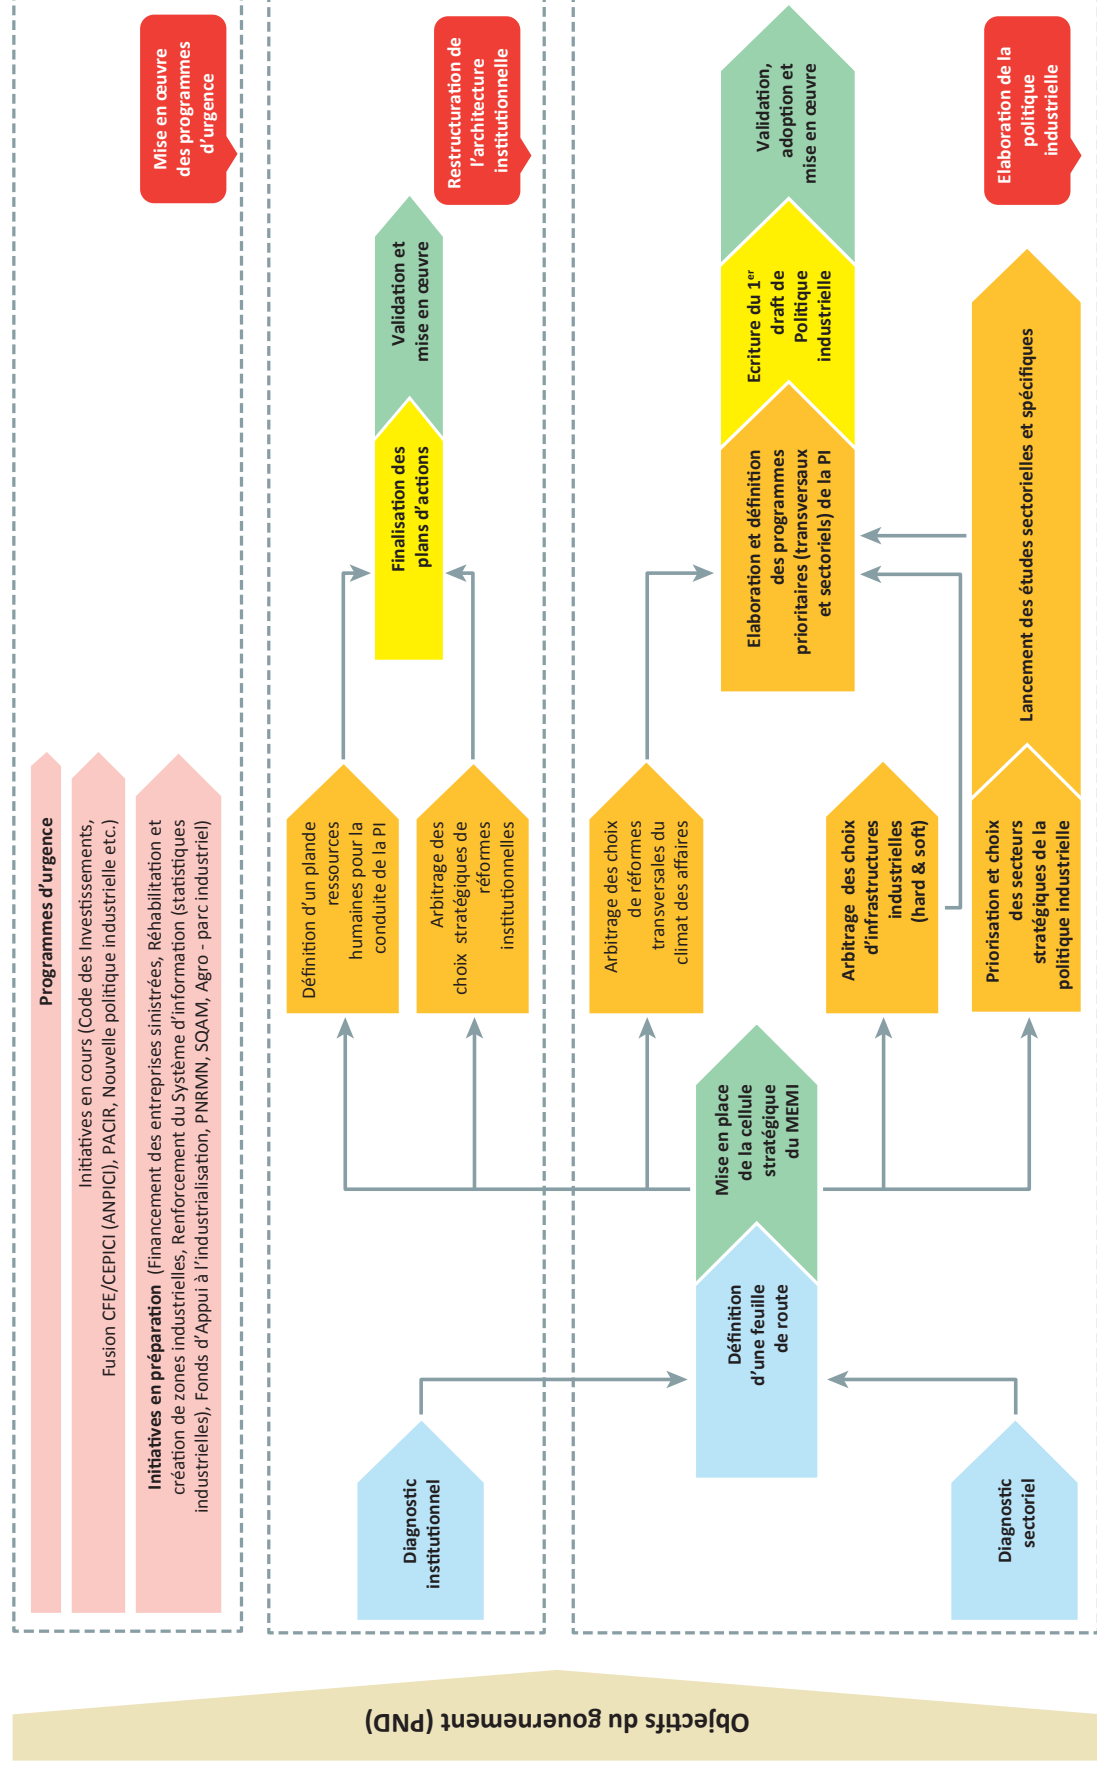 Objectifs du gouvernement (PND)
Programmes d’urgence
Initiatives en cours (Code des Investissements,
Fusion CFE/CEPICI (ANPICI), PACIR, Nouvelle politique industrielle etc.)
Initiatives en préparation (Financement des entreprises sinistrées, Réhabilitation et
création de zones industrielles, Renforcement du Système d’information (statistiques
industrielles), Fonds d’Appui à l’industrialisation, PNRMN, SQAM, Agro - parc industriel)
Mise en œuvre
des programmes
d’urgence
Diagnostic
institutionnel
Définition d’un plande
ressources
humaines pour la
conduite de la PI
Arbitrage des
choix stratégiques de
réformes
institutionnelles
Finalisation des
plans d’actions
Validation et
mise en œuvre
Restructuration de
l’architecture
institutionnelle
Diagnostic
sectoriel
Définition
d’une feuille
de route
Mise en place
de la cellule
stratégique
du MEMI
Arbitrage des choix
de réformes
transversales du
climat des affaires
Arbitrage des choix
d’infrastructures
industrielles
(hard & soft)
Priorisation et choix
des secteurs
stratégiques de la
politique industrielle
Lancement des études sectorielles et spécifiques
Elaboration et définition
des programmes
prioritaires (transversaux
et sectoriels) de la PI
Ecriture du 1er
draft de
Politique
industrielle
Validation,
adoption et
mise en œuvre
Elaboration de la
politique
industrielle